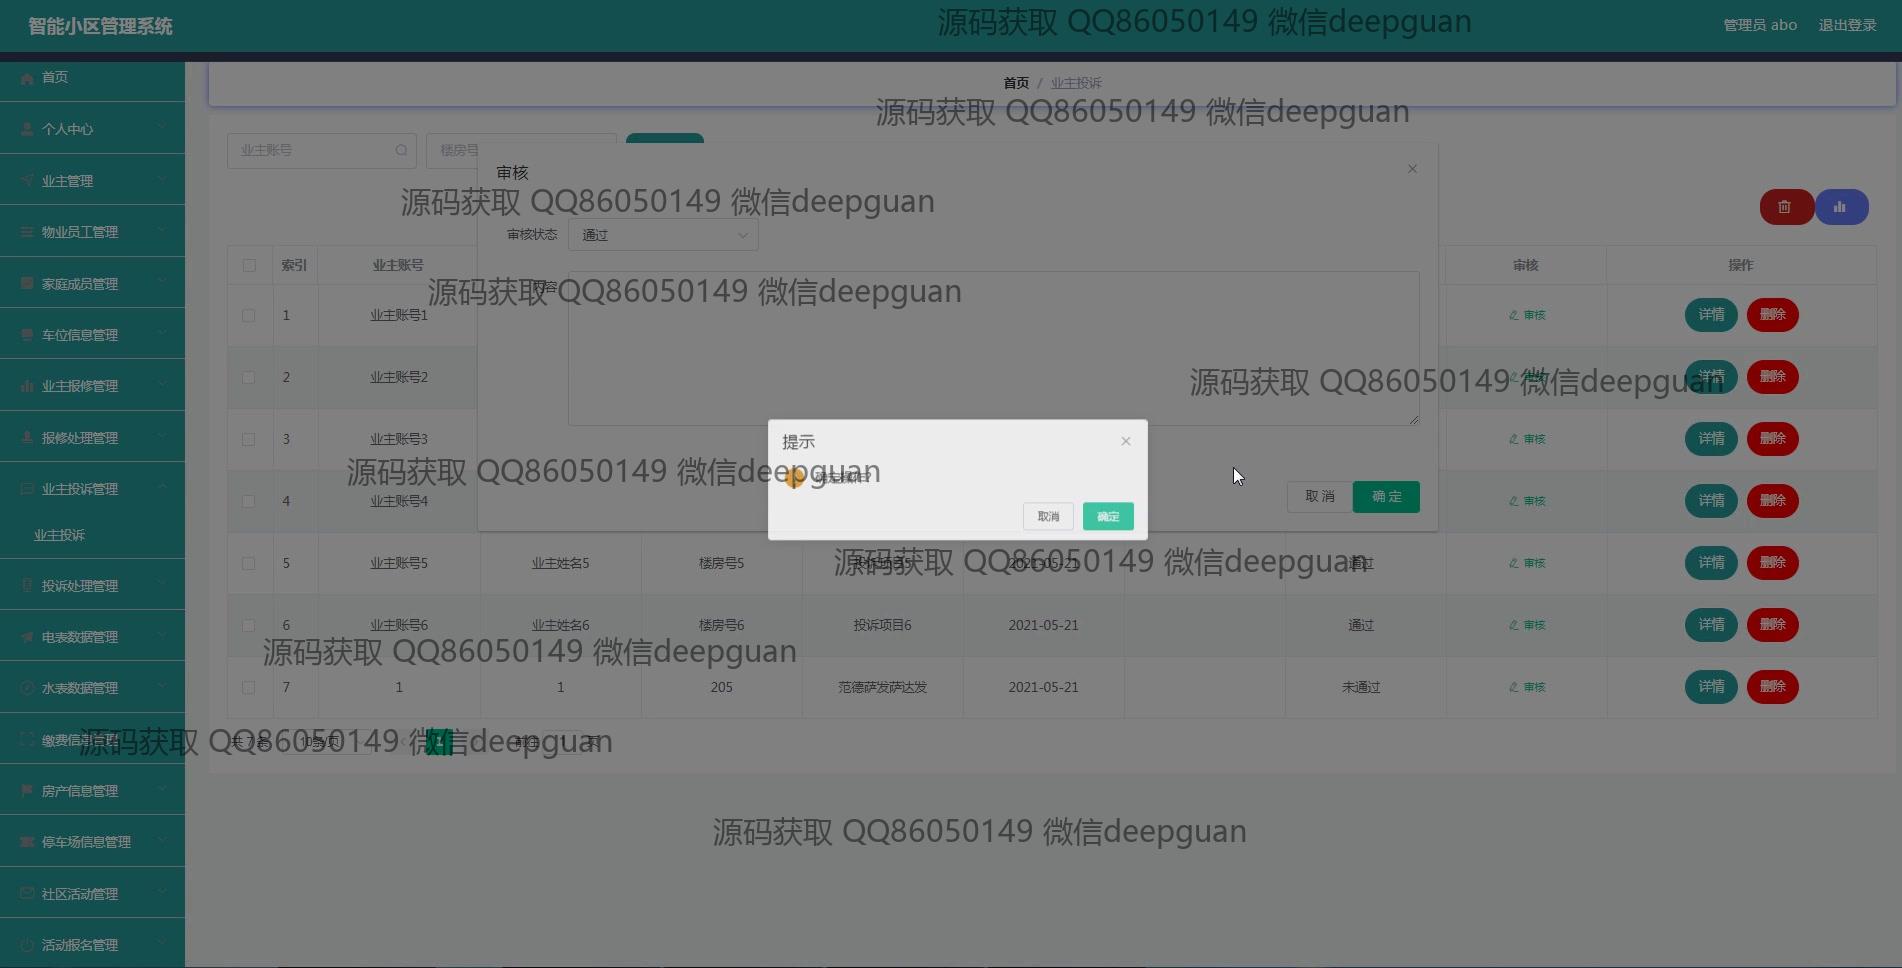 智能小区管理系统
源码获取 QQ86050149 微信deepguan
管理员 abo 退出登录
首页
个人中心
业主管理
物业员工管理
家庭成员管理
车位信息管理
业主报修管理
报修处理管理
业主投诉管理
业主投诉
投诉处理管理
电表数据管理
水表数据管理
缴费信息管理
房产信息管理
停车场信息管理
社区活动管理
活动报名管理
首页 / 业主投诉
源码获取 QQ86050149 微信deepguan
业主账号 楼房号
审核
源码获取 QQ86050149 微信deepguan
审核状态 通过
索引 业主账号 审核 操作
内容
源码获取 QQ86050149 微信deepguan
1 业主账号1 审核 详情 删除
2 业主账号2 审核 详情 删除
源码获取 QQ86050149 微信deepguan
3 业主账号3 审核 详情 删除
提示
源码获取 QQ86050149 微信deepguan
确定操作?
取消 确定
取 消 确 定
4 业主账号4 审核 详情 删除
5 业主账号5 业主姓名5 楼房号5 投诉项目5 2021-05-21 通过 审核 详情 删除
源码获取 QQ86050149 微信deepguan
6 业主账号6 业主姓名6 楼房号6 投诉项目6 2021-05-21 通过 审核 详情 删除
源码获取 QQ86050149 微信deepguan
7 1 1 205 范德萨发萨达发 2021-05-21 未通过 审核 详情 删除
共 7 条 10条/页 1 前往 1 页
源码获取 QQ86050149 微信deepguan
源码获取 QQ86050149 微信deepguan